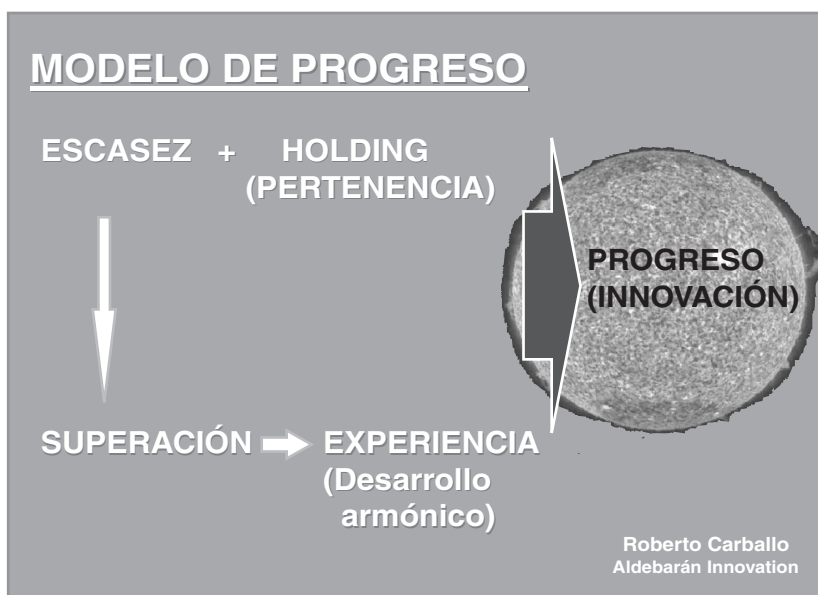 MODELO DE PROGRESO
ESCASEZ + HOLDING
(PERTENENCIA)
PROGRESO
(INNOVACIÓN)
SUPERACIÓN EXPERIENCIA
(Desarrollo
armónico)
Roberto Carballo
Aldebarán Innovation